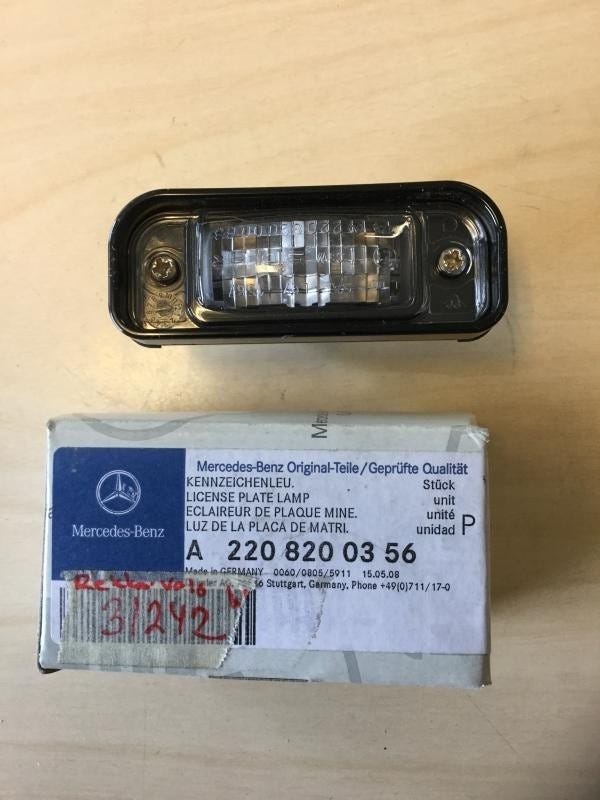 Mercedes-Benz Original-Teile/Geprüfte Qualität
KENNZEICHENLEU. Stück
LICENSE PLATE LAMP unit
ECLAIREUR DE PLAQUE MINE. unité
LUZ DE LA PLACA DE MATRI. unidad P
Mercedes-Benz
A 220 820 03 56
Made in GERMANY 0060/0805/5911 15.05.08
Stuttgart, Germany, Phone +49(0)711/17-0
31242